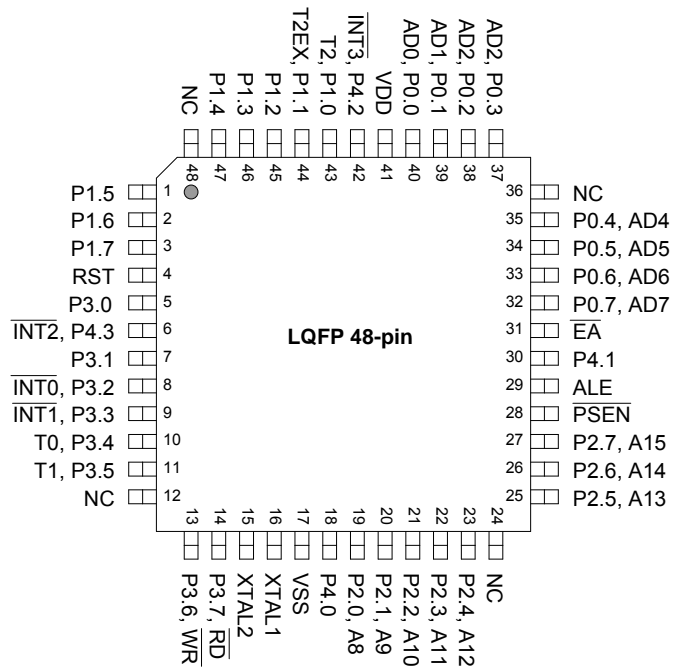 NC
P1.4
P1.3
P1.2
T2EX, P1.1
T2, P1.0
INT3, P4.2
VDD
AD0, P0.0
AD1, P0.1
AD2, P0.2
AD2, P0.3
48
47
46
45
44
43
42
41
40
39
38
37
P1.5 1
P1.6 2
P1.7 3
RST 4
P3.0 5
INT2, P4.3 6
P3.1 7
INT0, P3.2 8
INT1, P3.3 9
T0, P3.4 10
T1, P3.5 11
NC 12
LQFP 48-pin
36 NC
35 P0.4, AD4
34 P0.5, AD5
33 P0.6, AD6
32 P0.7, AD7
31 EA
30 P4.1
29 ALE
28 PSEN
27 P2.7, A15
26 P2.6, A14
25 P2.5, A13
13
14
15
16
17
18
19
20
21
22
23
24
P3.6, WR
P3.7, RD
XTAL2
XTAL1
VSS
P4.0
P2.0, A8
P2.1, A9
P2.2, A10
P2.3, A11
P2.4, A12
NC